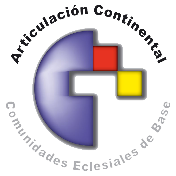 Articulación Continental
Comunidades Eclesiales de Base